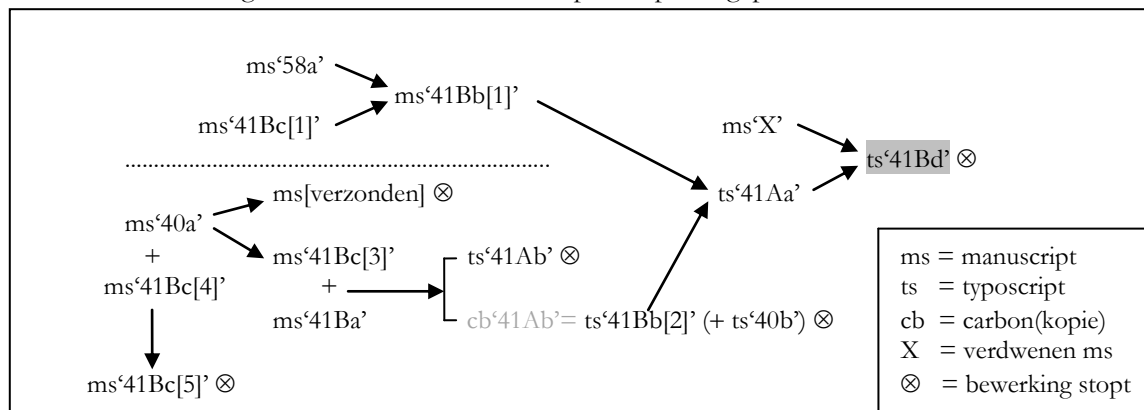 ms‘58a’
ms‘41Bb[1]’
ms‘41Bc[1]’
ms‘X’
ts‘41Bd’ ⊗
ms[verzonden] ⊗
ts‘41Aa’
ms‘40a’
+
ms‘41Bc[4]’
ms‘41Bc[3]’
+
ms‘41Ba’
ts‘41Ab’ ⊗
cb‘41Ab’= ts‘41Bb[2]’ (+ ts‘40b’) ⊗
ms‘41Bc[5]’ ⊗
ms = manuscript
ts = typoscript
cb = carbon(kopie)
X = verdwenen ms
⊗ = bewerking stopt